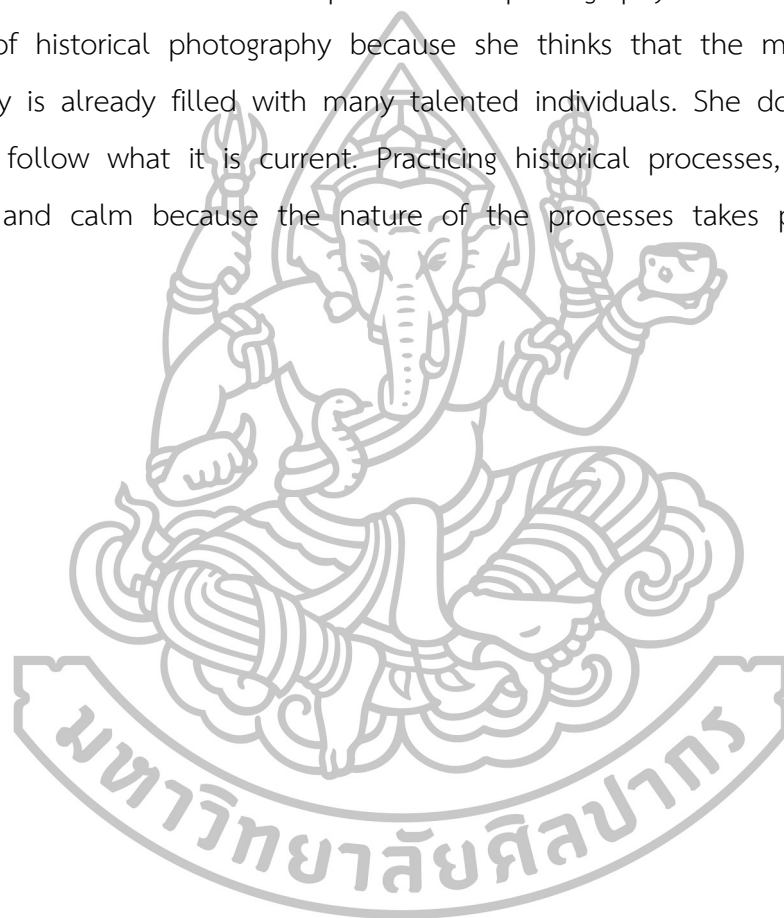 of historical photography because she thinks that the m
y is already filled with many talented individuals. She do
follow what it is current. Practicing historical processes,
and calm because the nature of the processes takes p
มหาวิทยาลัยศิลปากร